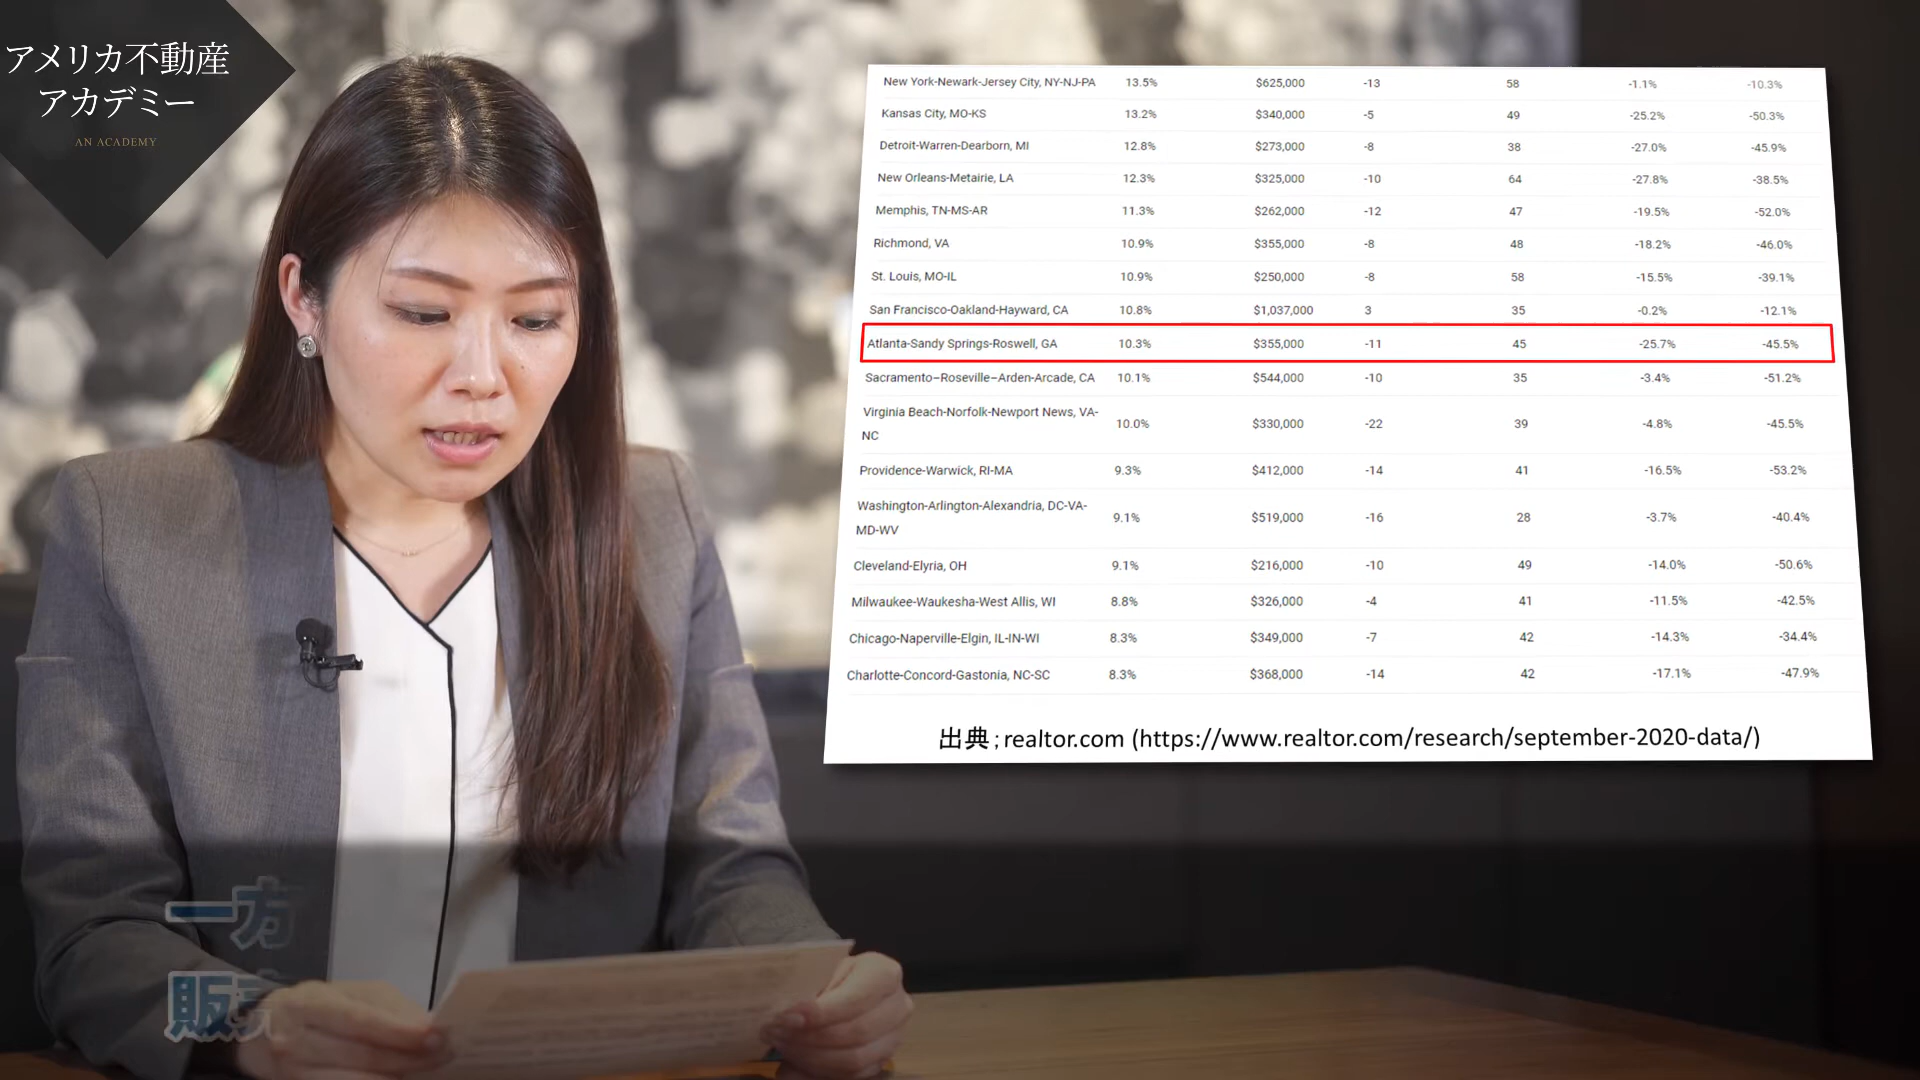 アメリカ不動産
アカデミー
AN ACADEMY
New York-Newark-Jersey City, NY-NJ-PA 13.5% $625,000 -13 58 -1.1% -10.3%
Kansas City, MO-KS 13.2% $340,000 -5 49 -25.2% -50.3%
Detroit-Warren-Dearborn, MI 12.8% $273,000 -8 38 -27.0% -45.9%
New Orleans-Metairie, LA 12.3% $325,000 -10 64 -27.8% -38.5%
Memphis, TN-MS-AR 11.3% $262,000 -12 47 -19.5% -52.0%
Richmond, VA 10.9% $355,000 -8 48 -18.2% -46.0%
St. Louis, MO-IL 10.9% $250,000 -8 58 -15.5% -39.1%
San Francisco-Oakland-Hayward, CA 10.8% $1,037,000 3 35 -0.2% -12.1%
Atlanta-Sandy Springs-Roswell, GA 10.3% $355,000 -11 45 -25.7% -45.5%
Sacramento–Roseville–Arden-Arcade, CA 10.1% $544,000 -10 35 -3.4% -51.2%
Virginia Beach-Norfolk-Newport News, VA-
NC 10.0% $330,000 -22 39 -4.8% -45.5%
Providence-Warwick, RI-MA 9.3% $412,000 -14 41 -16.5% -53.2%
Washington-Arlington-Alexandria, DC-VA-
MD-WV 9.1% $519,000 -16 28 -3.7% -40.4%
Cleveland-Elyria, OH 9.1% $216,000 -10 49 -14.0% -50.6%
Milwaukee-Waukesha-West Allis, WI 8.8% $326,000 -4 41 -11.5% -42.5%
Chicago-Naperville-Elgin, IL-IN-WI 8.3% $349,000 -7 42 -14.3% -34.4%
Charlotte-Concord-Gastonia, NC-SC 8.3% $368,000 -14 42 -17.1% -47.9%
出典 ; realtor.com (https://www.realtor.com/research/september-2020-data/)
一方
販売